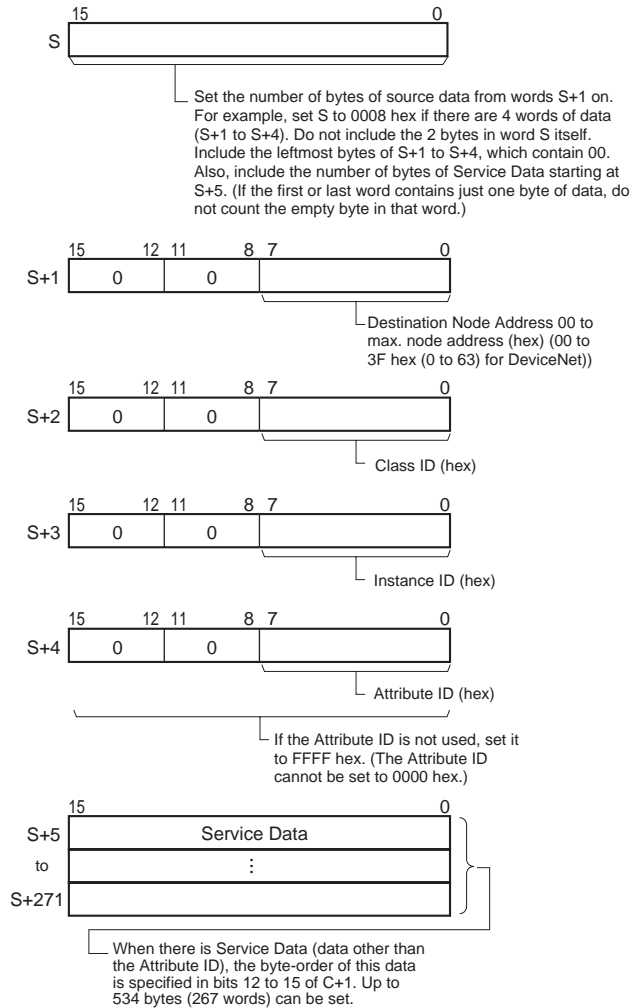 15 0
S
Set the number of bytes of source data from words S+1 on.
For example, set S to 0008 hex if there are 4 words of data
(S+1 to S+4). Do not include the 2 bytes in word S itself.
Include the leftmost bytes of S+1 to S+4, which contain 00.
Also, include the number of bytes of Service Data starting at
S+5. (If the first or last word contains just one byte of data, do
not count the empty byte in that word.)
15 12 11 8 7 0
S+1 0 0
Destination Node Address 00 to
max. node address (hex) (00 to
3F hex (0 to 63) for DeviceNet))
15 12 11 8 7 0
S+2 0 0
Class ID (hex)
15 12 11 8 7 0
S+3 0 0
Instance ID (hex)
15 12 11 8 7 0
S+4 0 0
Attribute ID (hex)
If the Attribute ID is not used, set it
to FFFF hex. (The Attribute ID
cannot be set to 0000 hex.)
15 0
S+5 Service Data
to ⋮
S+271
When there is Service Data (data other than
the Attribute ID), the byte-order of this data
is specified in bits 12 to 15 of C+1. Up to
534 bytes (267 words) can be set.